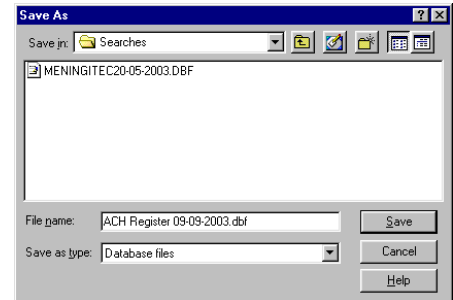 Save As
Save in: Searches
MENINGITEC20-05-2003.DBF
File name: ACH Register 09-09-2003.dbf Save
Save as type: Database files Cancel
Help